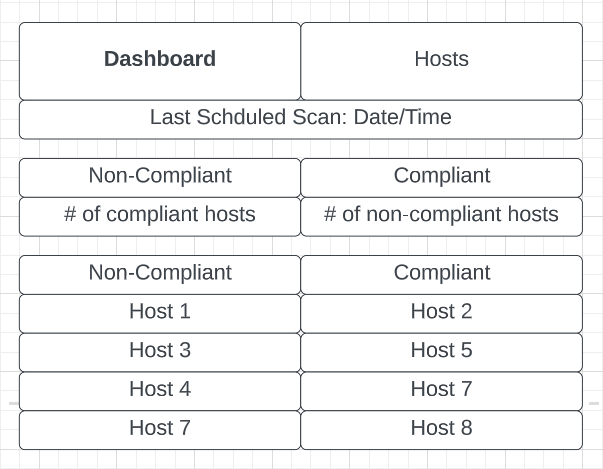 Dashboard
Hosts
Last Schduled Scan: Date/Time
Non-Compliant
Compliant
# of compliant hosts
# of non-compliant hosts
Non-Compliant
Compliant
Host 1
Host 2
Host 3
Host 5
Host 4
Host 7
Host 7
Host 8